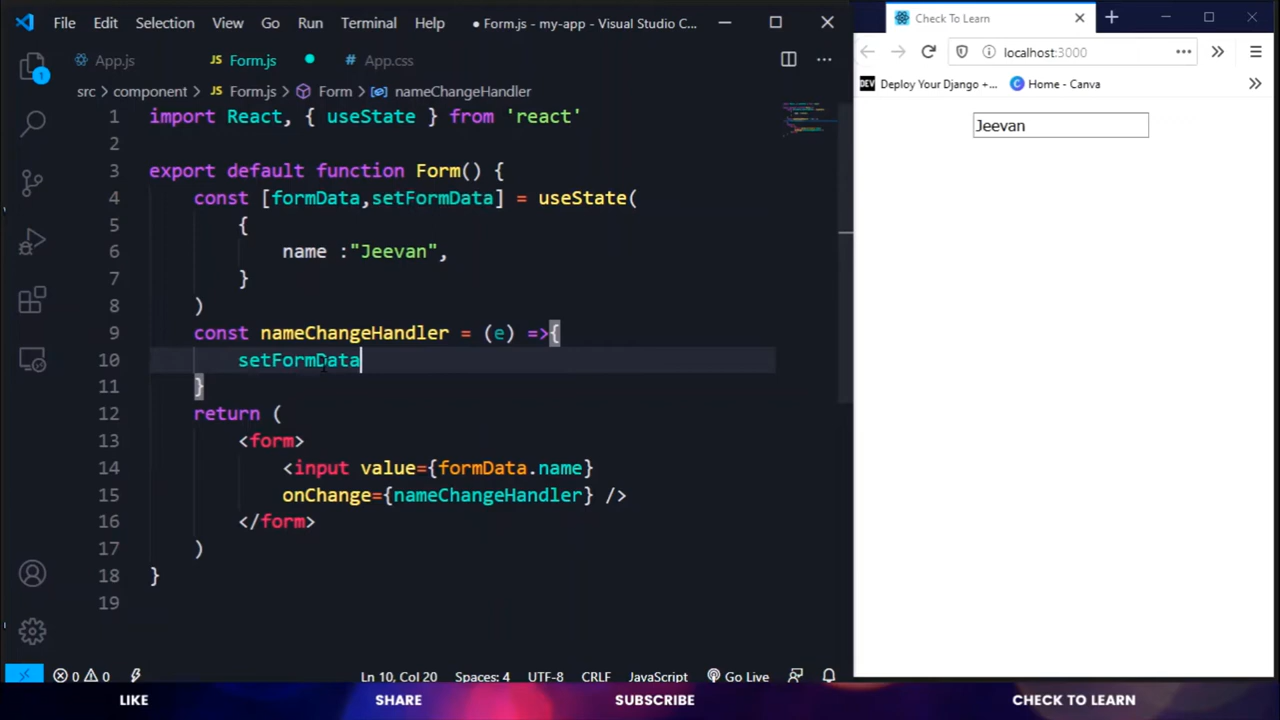 File Edit Selection View Go Run Terminal Help ● Form.js - my-app - Visual Studio C...
App.js JS Form.js # App.css
src > component > JS Form.js > Form > nameChangeHandler
1 import React, { useState } from 'react'
2
3 export default function Form() {
4 const [formData,setFormData] = useState(
5 {
6 name :"Jeevan",
7 }
8 )
9 const nameChangeHandler = (e) =>{
10 setFormData
11 }
12 return (
13 <form>
14 <input value={formData.name}
15 onChange={nameChangeHandler} />
16 </form>
17 )
18 }
19
1
0 0 Ln 10, Col 20 Spaces: 4 UTF-8 CRLF JavaScript Go Live
Check To Learn
localhost:3000
DEV Deploy Your Django +... C Home - Canva
Jeevan
LIKE SHARE SUBSCRIBE CHECK TO LEARN